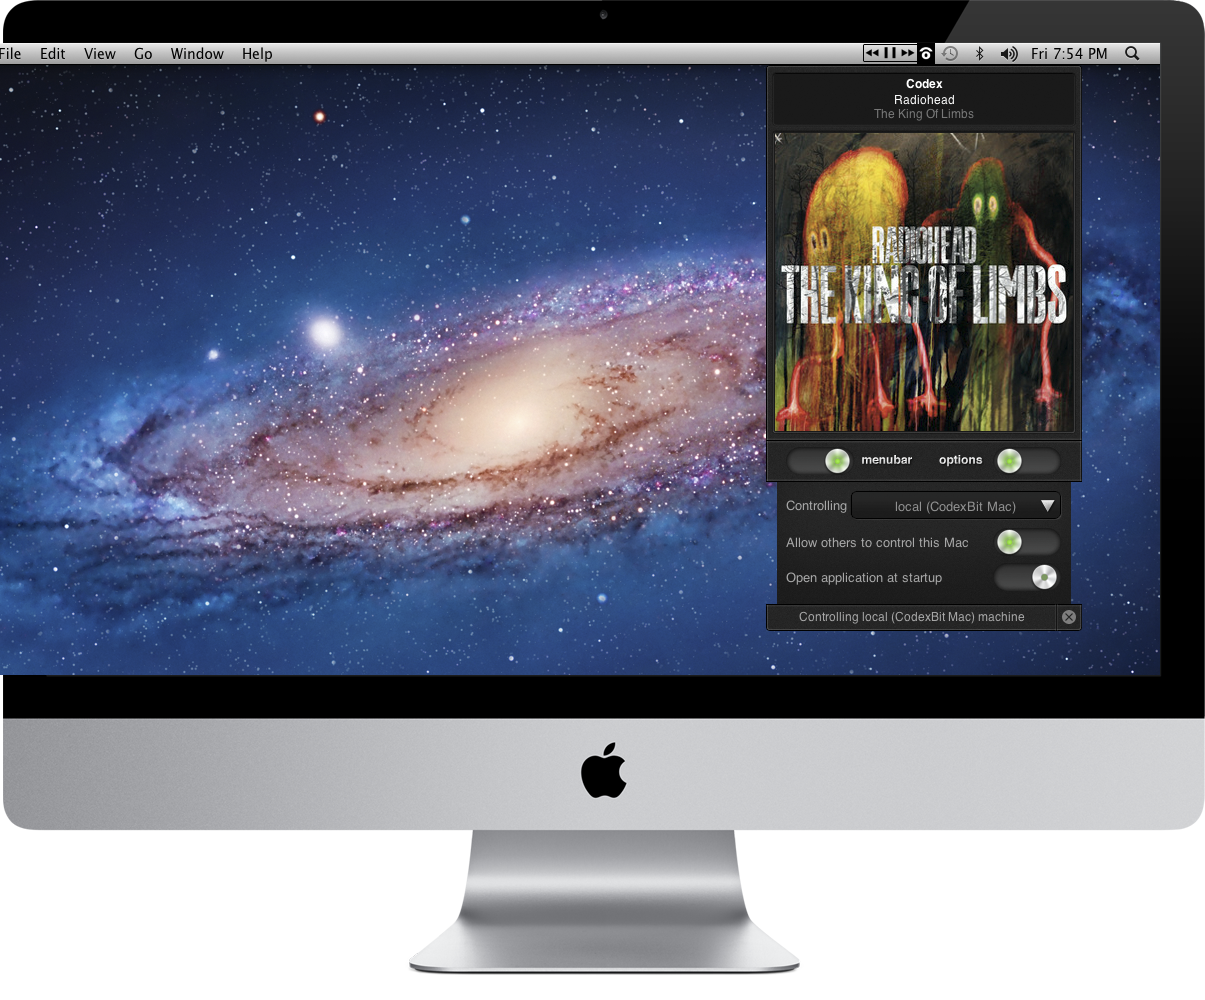 File Edit View Go Window Help Fri 7:54 PM
Codex
Radiohead
The King Of Limbs
RADIOHEAD
THE KING OF LIMBS
menubar options
Controlling local (CodexBit Mac)
Allow others to control this Mac
Open application at startup
Controlling local (CodexBit Mac) machine